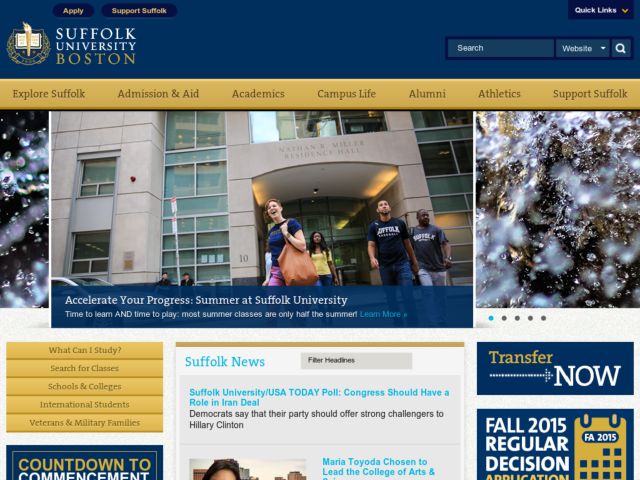 Apply
Support Suffolk
Quick Links
SUFFOLK
UNIVERSITY
BOSTON
Search
Website
Explore Suffolk
Admission & Aid
Academics
Campus Life
Alumni
Athletics
Support Suffolk
NATHAN R. MILLER
RESIDENCE HALL
10
SUFFOLK
SUFFOLK
Accelerate Your Progress: Summer at Suffolk University
Time to learn AND time to play: most summer classes are only half the summer! Learn More »
What Can I Study?
Search for Classes
Schools & Colleges
International Students
Veterans & Military Families
COUNTDOWN TO
COMMENCEMENT
Suffolk News
Filter Headlines
Suffolk University/USA TODAY Poll: Congress Should Have a
Role in Iran Deal
Democrats say that their party should offer strong challengers to
Hillary Clinton
Maria Toyoda Chosen to
Lead the College of Arts &
Transfer
NOW
FALL 2015
REGULAR
DECISION
APPLICATION
FA 2015